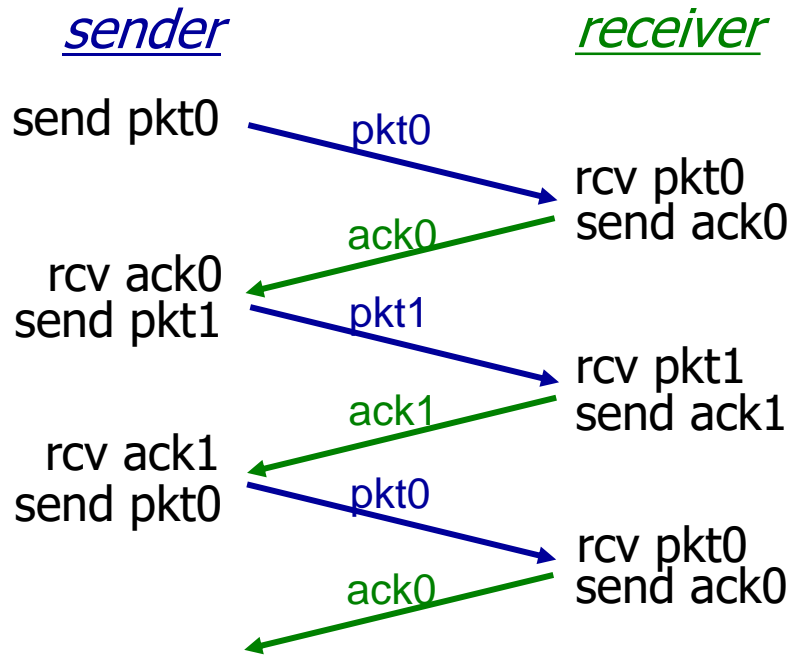 sender
receiver
send pkt0
pkt0
rcv pkt0
send ack0
ack0
rcv ack0
send pkt1
pkt1
rcv pkt1
send ack1
ack1
rcv ack1
send pkt0
pkt0
rcv pkt0
send ack0
ack0